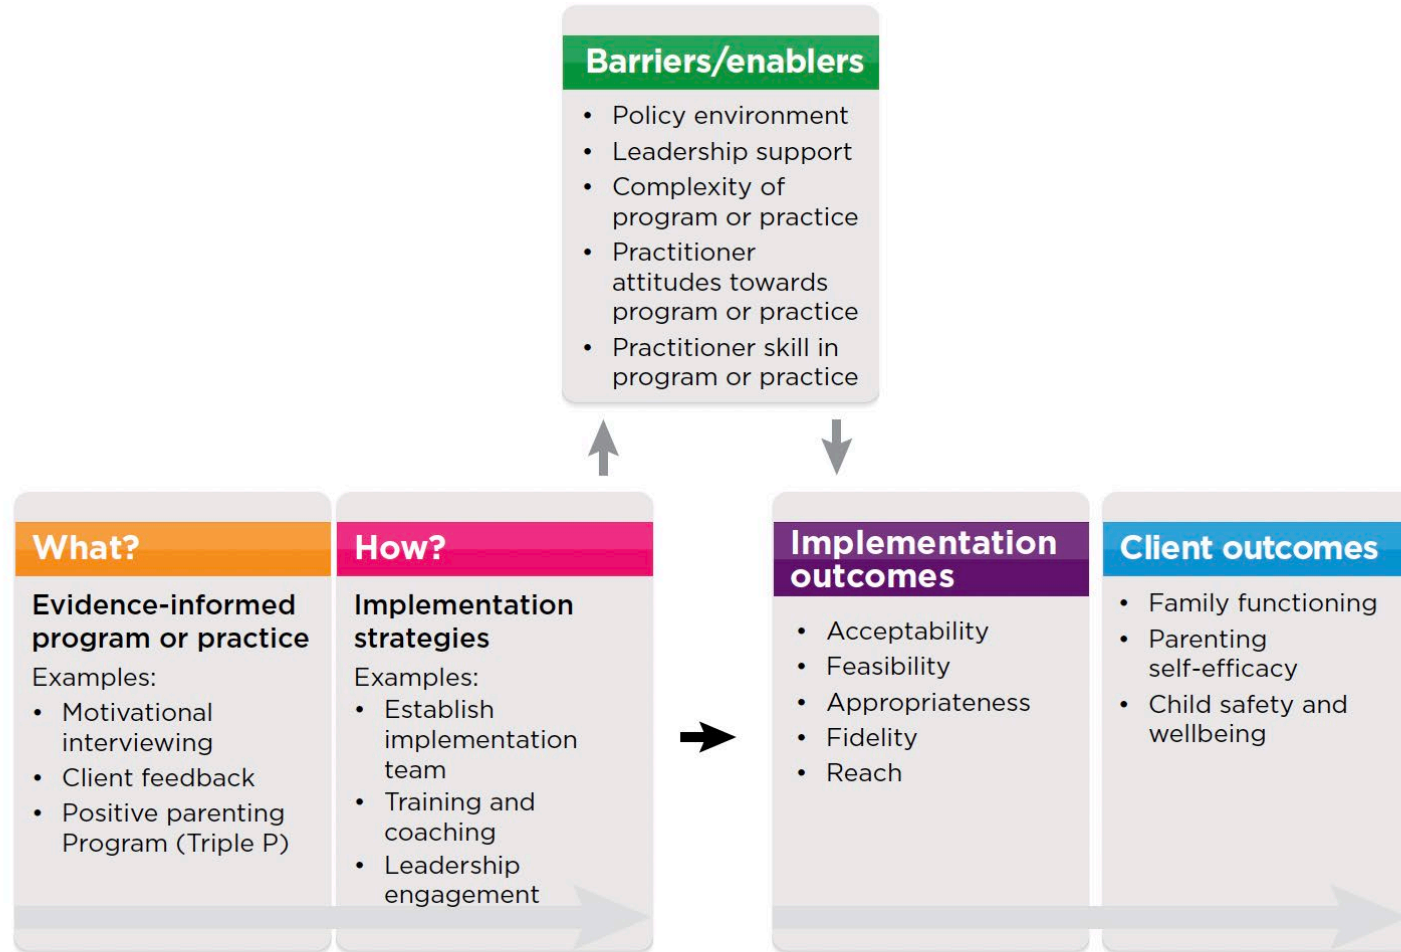 Barriers/enablers
• Policy environment
• Leadership support
• Complexity of
program or practice
• Practitioner
attitudes towards
program or practice
• Practitioner skill in
program or practice
What?
Evidence-informed
program or practice
Examples:
• Motivational
interviewing
• Client feedback
• Positive parenting
Program (Triple P)
How?
Implementation
strategies
Examples:
• Establish
implementation
team
• Training and
coaching
• Leadership
engagement
Implementation
outcomes
• Acceptability
• Feasibility
• Appropriateness
• Fidelity
• Reach
Client outcomes
• Family functioning
• Parenting
self-efficacy
• Child safety and
wellbeing